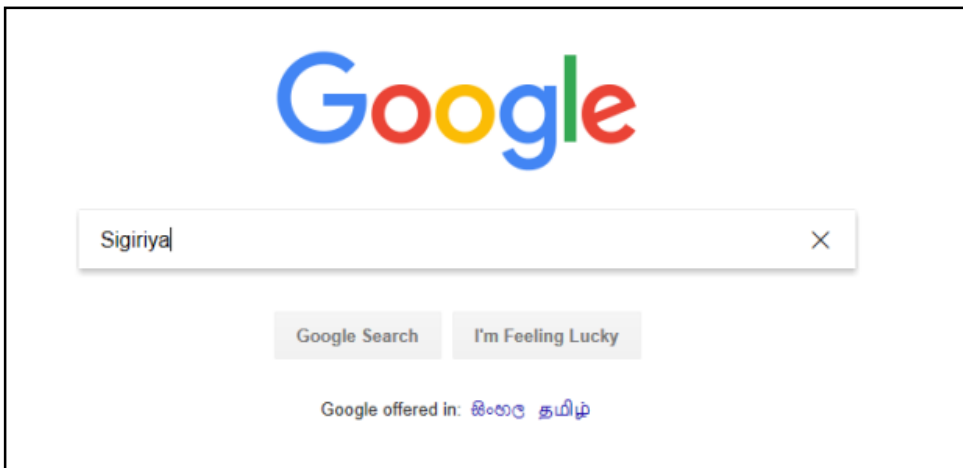 Google
Sigiriya
Google Search I'm Feeling Lucky
Google offered in: සිංහල தமிழ்